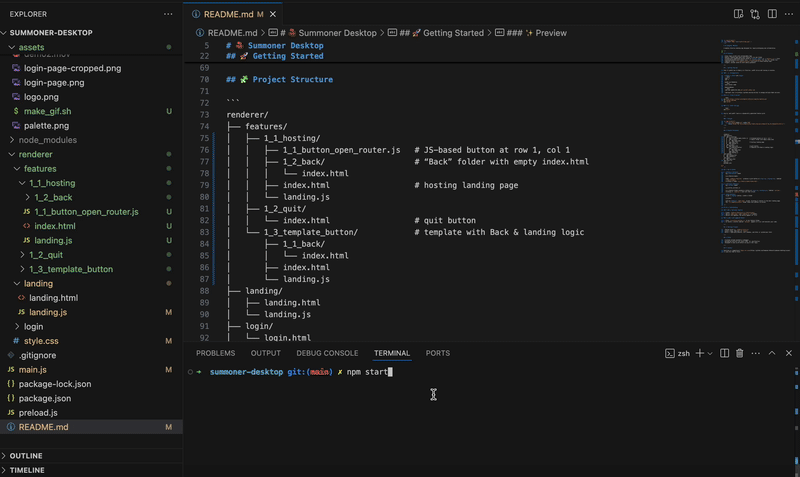 EXPLORER
README.md M
SUMMONER-DESKTOP
README.md > # Summoner Desktop > ## Getting Started > ### Preview
assets
login-page-cropped.png
login-page.png
logo.png
make_gif.sh U
palette.png
node_modules
renderer
features
1_1_hosting
1_2_back
1_1_button_open_router.js U
index.html U
landing.js U
1_2_quit
1_3_template_button
landing
landing.html
landing.js M
login
style.css M
.gitignore
main.js M
package-lock.json
package.json
preload.js
README.md M
OUTLINE
TIMELINE
5 # Summoner Desktop
22 ## Getting Started
69
70 ## Project Structure
71
72 ```
73 renderer/
74 ├── features/
75 │   ├── 1_1_hosting/
76 │   │   ├── 1_1_button_open_router.js # JS-based button at row 1, col 1
77 │   │   ├── 1_2_back/ # “Back” folder with empty index.html
78 │   │   │   └── index.html
79 │   │   ├── index.html # hosting landing page
80 │   │   └── landing.js
81 │   ├── 1_2_quit/
82 │   │   └── index.html # quit button
83 │   └── 1_3_template_button/ # template with Back & landing logic
84 │       ├── 1_1_back/
85 │       │   └── index.html
86 │       ├── index.html
87 │       └── landing.js
88 ├── landing/
89 │   ├── landing.html
90 │   └── landing.js
91 ├── login/
92 │   └── login.html
PROBLEMS OUTPUT DEBUG CONSOLE TERMINAL PORTS
zsh
summoner-desktop git:(main) ✗ npm start